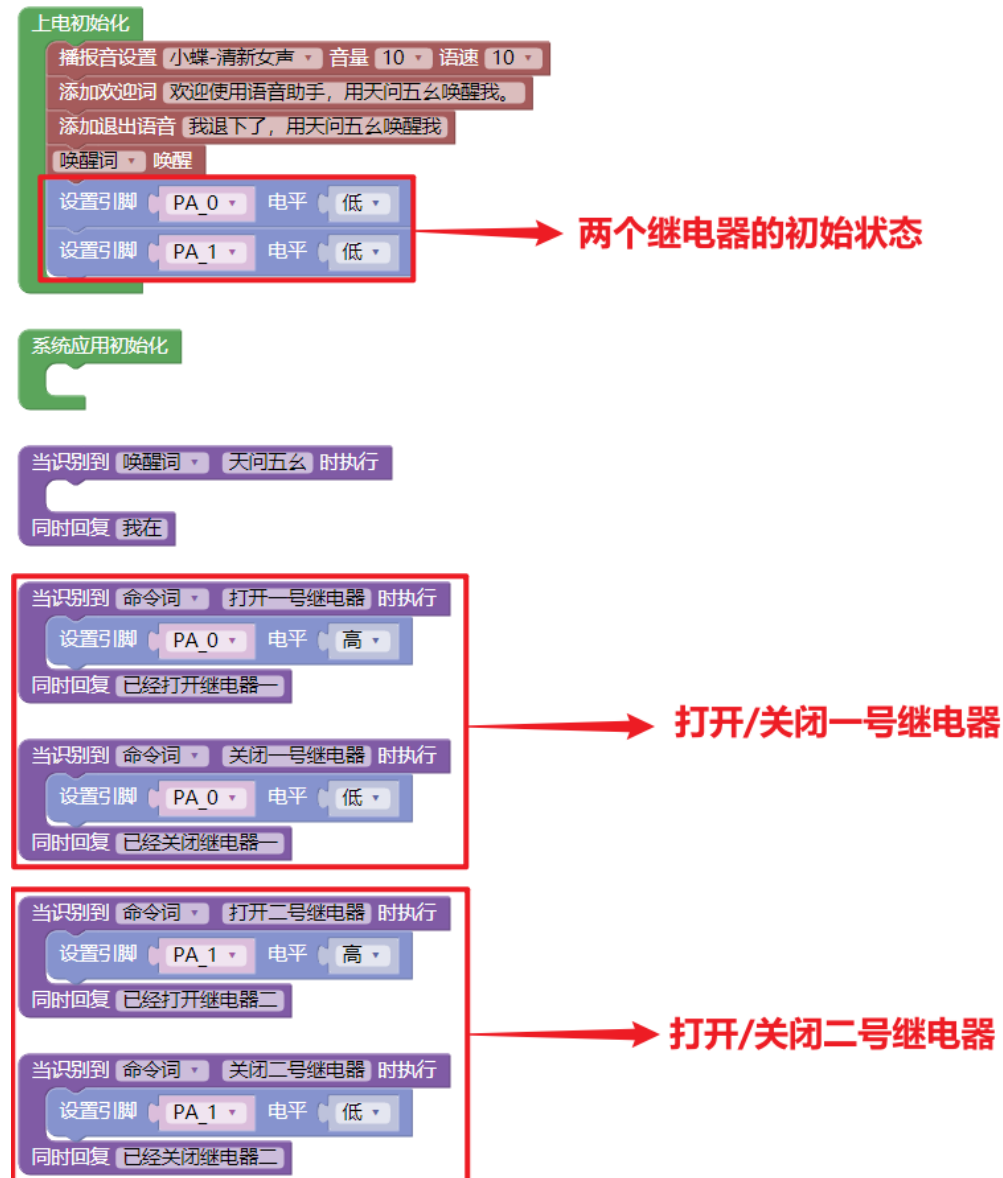 上电初始化
播报音设置 小蝶-清新女声 音量 10 语速 10
添加欢迎词 欢迎使用语音助手，用天问五幺唤醒我。
添加退出语音 我退下了，用天问五幺唤醒我
唤醒词 唤醒
设置引脚 PA_0 电平 低
设置引脚 PA_1 电平 低
两个继电器的初始状态
系统应用初始化
当识别到 唤醒词 天问五幺 时执行
同时回复 我在
当识别到 命令词 打开一号继电器 时执行
设置引脚 PA_0 电平 高
同时回复 已经打开继电器一
当识别到 命令词 关闭一号继电器 时执行
设置引脚 PA_0 电平 低
同时回复 已经关闭继电器一
打开/关闭一号继电器
当识别到 命令词 打开二号继电器 时执行
设置引脚 PA_1 电平 高
同时回复 已经打开继电器二
当识别到 命令词 关闭二号继电器 时执行
设置引脚 PA_1 电平 低
同时回复 已经关闭继电器二
打开/关闭二号继电器